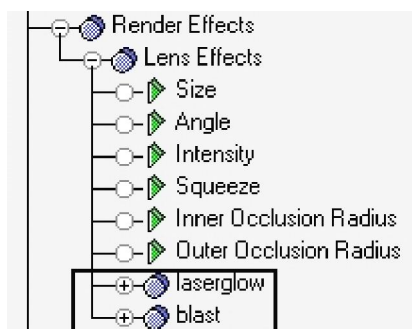 Render Effects
Lens Effects
Size
Angle
Intensity
Squeeze
Inner Occlusion Radius
Outer Occlusion Radius
laserglow
blast